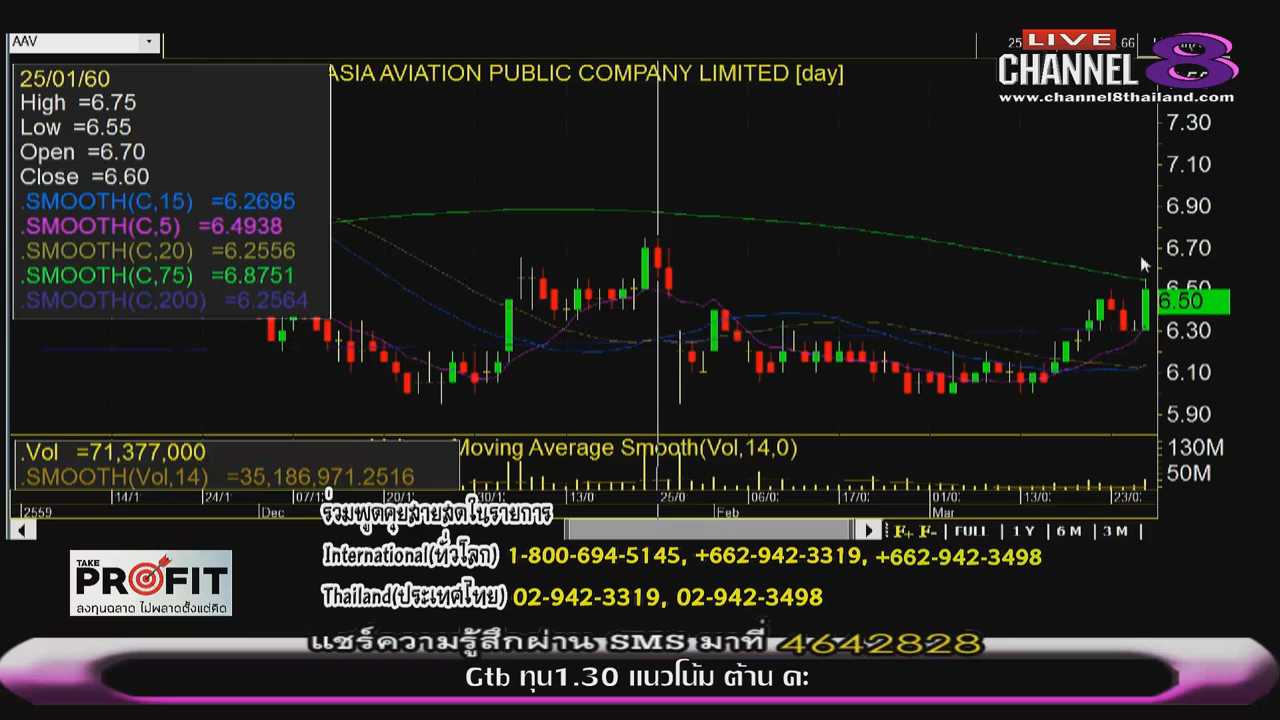 AAV
LIVE
CHANNEL 8
www.channel8thailand.com
ASIA AVIATION PUBLIC COMPANY LIMITED [day]
25/01/60
High =6.75
Low =6.55
Open =6.70
Close =6.60
.SMOOTH(C,15) =6.2695
.SMOOTH(C,5) =6.4938
.SMOOTH(C,20) =6.2556
.SMOOTH(C,75) =6.8751
.SMOOTH(C,200) =6.2564
7.30
7.10
6.90
6.70
6.50
6.50
6.30
6.10
5.90
.Vol =71,377,000
Moving Average Smooth(Vol,14,0)
130M
.SMOOTH(Vol,14) =35,186,971.2516
50M
14/1 24/1 07/1 20/1 30/1 13/0 25/0 06/0 17/0 01/0 13/0 23/0
2559 Dec Feb Mar
F+ F- FULL 1 Y 6 M 3 M
ร่วมพูดคุยสายสดในรายการ
International(ทั่วโลก) 1-800-694-5145, +662-942-3319, +662-942-3498
Thailand(ประเทศไทย) 02-942-3319, 02-942-3498
TAKE
PROFIT
ลงทุนฉลาด ไม่พลาดตั้งแต่คิด
แชร์ความรู้สึกผ่าน SMS มาที่ 4642828
Gtb ทุน1.30 แนวโน้ม ต้าน คะ